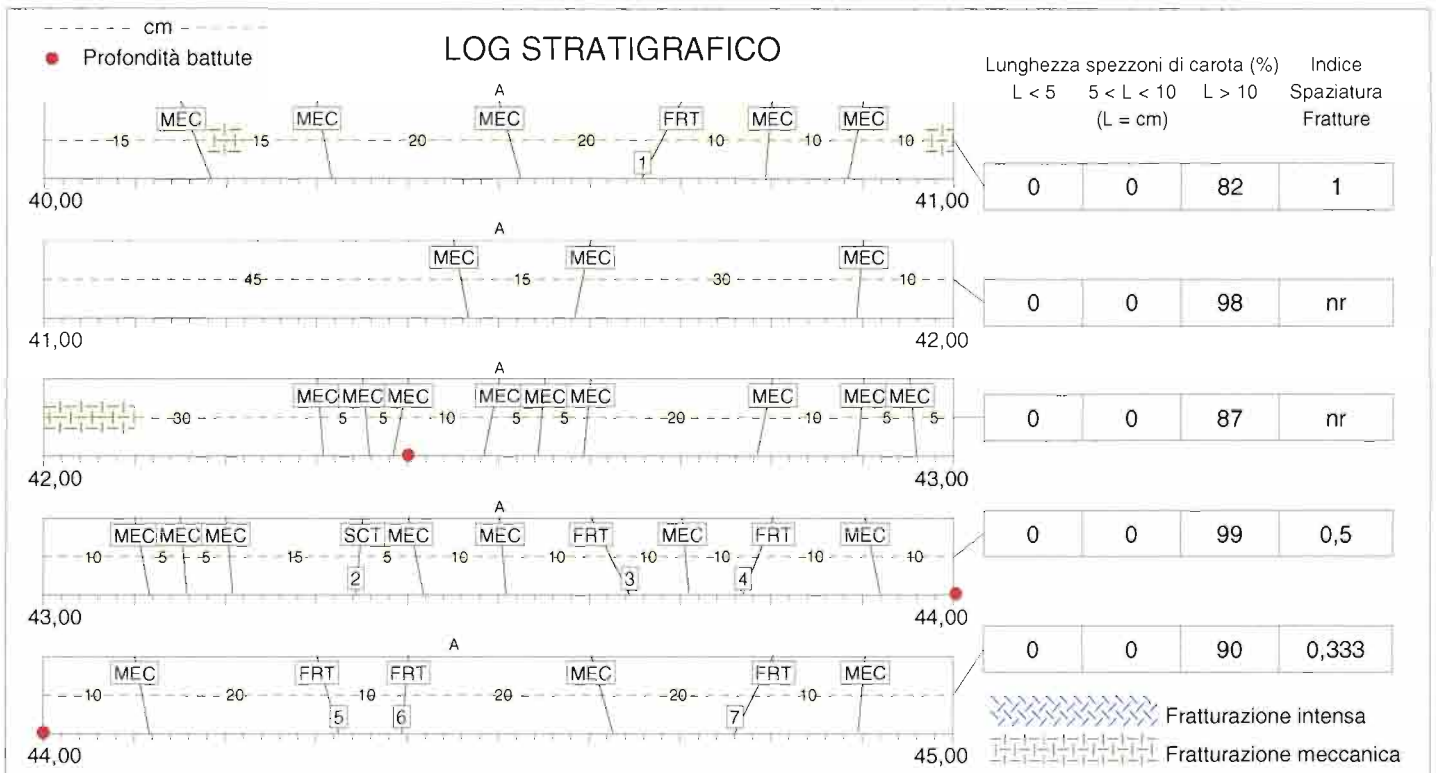 cm
Profondità battute
LOG STRATIGRAFICO
Lunghezza spezzoni di carota (%) Indice
L < 5 5 < L < 10 L > 10 Spaziatura
(L = cm) Fratture
A
MEC MEC MEC FRT MEC MEC
15 15 20 20 10 10 10
1
40,00 41,00
0 0 82 1
A
MEC MEC MEC
45 15 30 10
41,00 42,00
0 0 98 nr
A
MEC MEC MEC MEC MEC MEC MEC MEC MEC
30 5 5 10 5 5 20 10 5 5
42,00 43,00
0 0 87 nr
A
MEC MEC MEC SCT MEC MEC FRT MEC FRT MEC
10 5 5 15 5 10 10 10 10 10 10
2 3 4
43,00 44,00
0 0 99 0,5
A
MEC FRT FRT MEC FRT MEC
10 20 10 20 20 10
5 6 7
44,00 45,00
0 0 90 0,333
Fratturazione intensa
Fratturazione meccanica